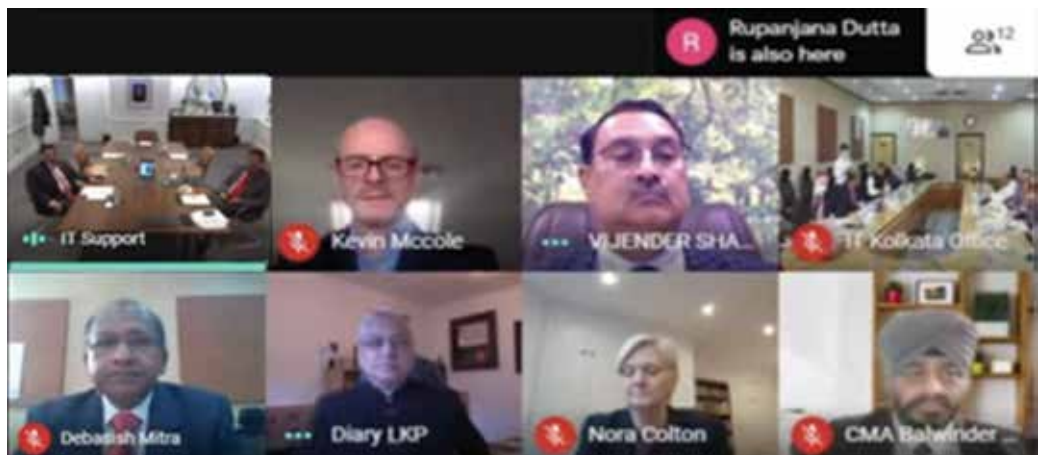 R
Rupanjana Dutta
is also here
12
IT Support
Kevin Mccole
VIJENDER SHA...
IT Kolkata Office
Debasish Mitra
Diary LKP
Nora Colton
CMA Balwinder ...